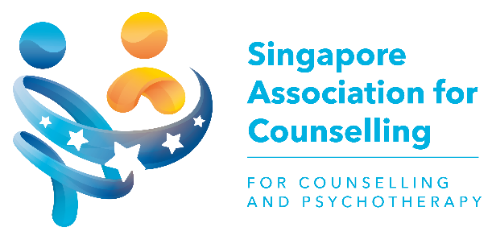 Singapore
Association for
Counselling
FOR COUNSELLING
AND PSYCHOTHERAPY